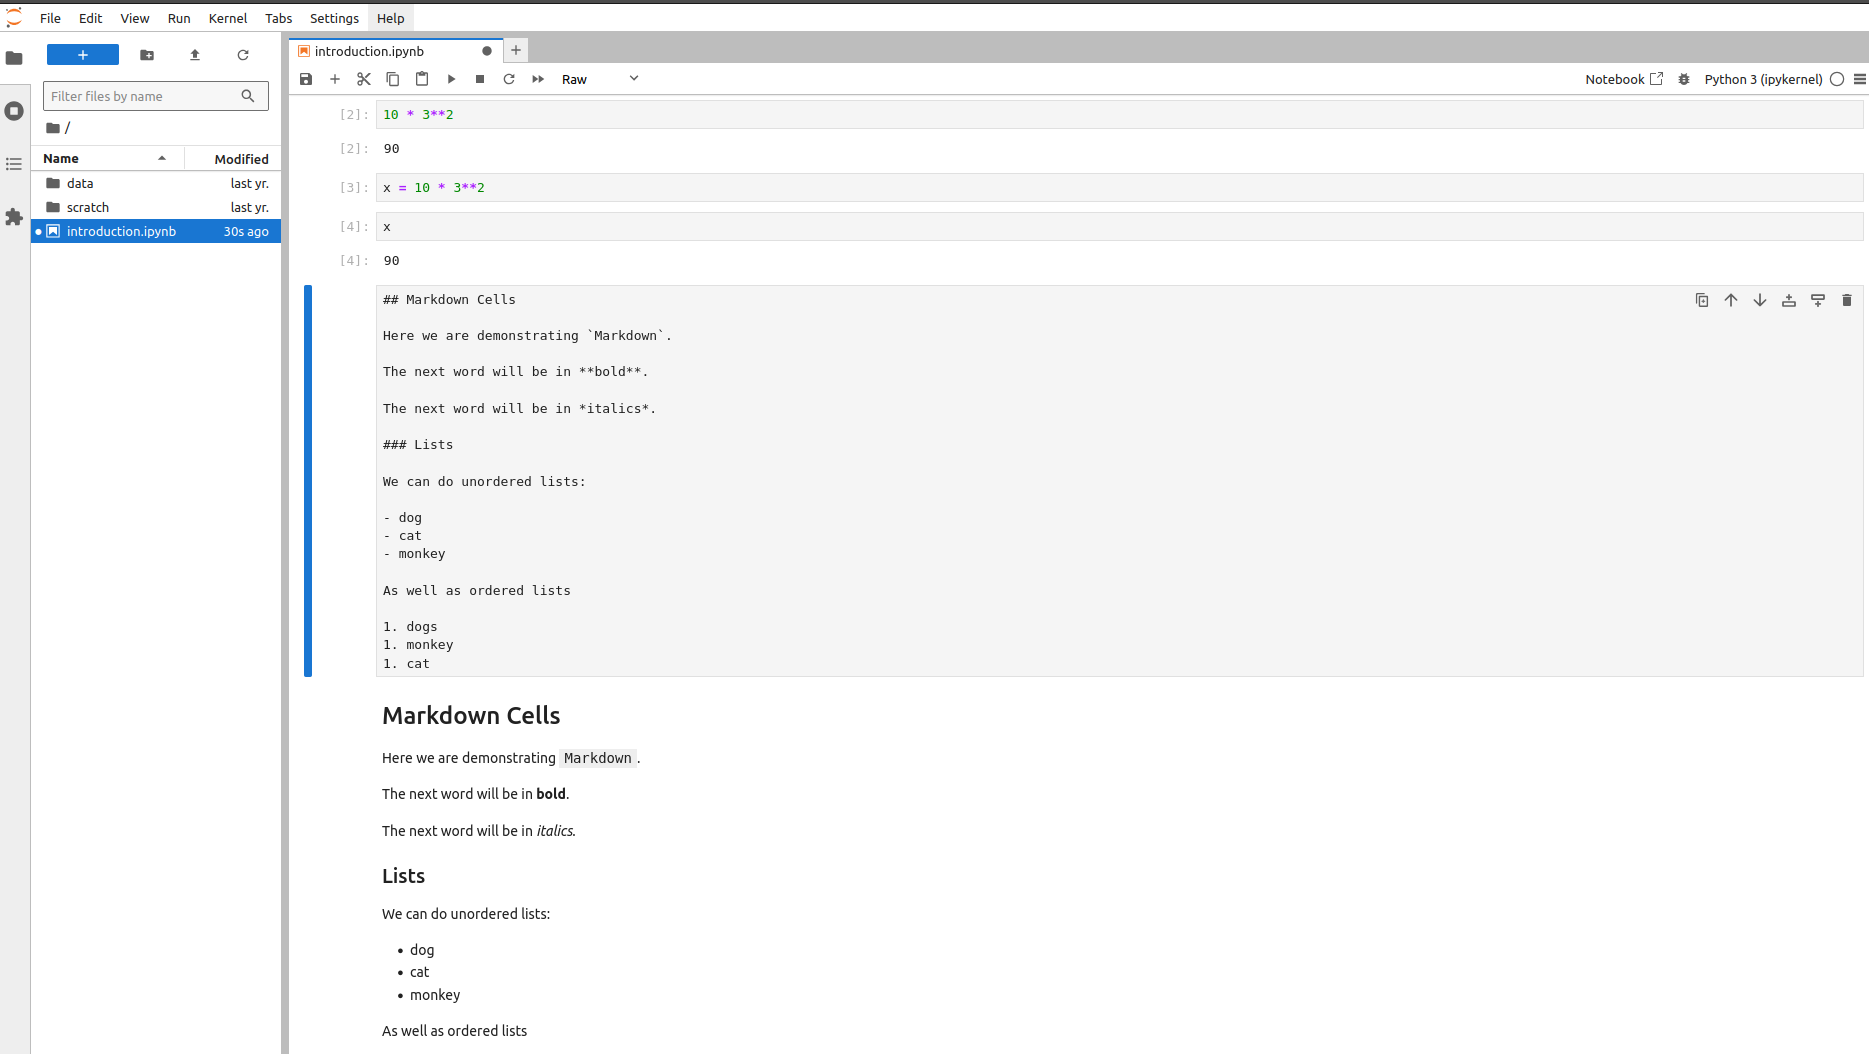 File Edit View Run Kernel Tabs Settings Help
Filter files by name
/
Name Modified
data last yr.
scratch last yr.
introduction.ipynb 30s ago
introduction.ipynb
Raw
Notebook Python 3 (ipykernel)
[2]: 10 * 3**2
[2]: 90
[3]: x = 10 * 3**2
[4]: x
[4]: 90
## Markdown Cells
Here we are demonstrating `Markdown`.
The next word will be in **bold**.
The next word will be in *italics*.
### Lists
We can do unordered lists:
- dog
- cat
- monkey
As well as ordered lists
1. dogs
1. monkey
1. cat
Markdown Cells
Here we are demonstrating Markdown.
The next word will be in bold.
The next word will be in italics.
Lists
We can do unordered lists:
• dog
• cat
• monkey
As well as ordered lists